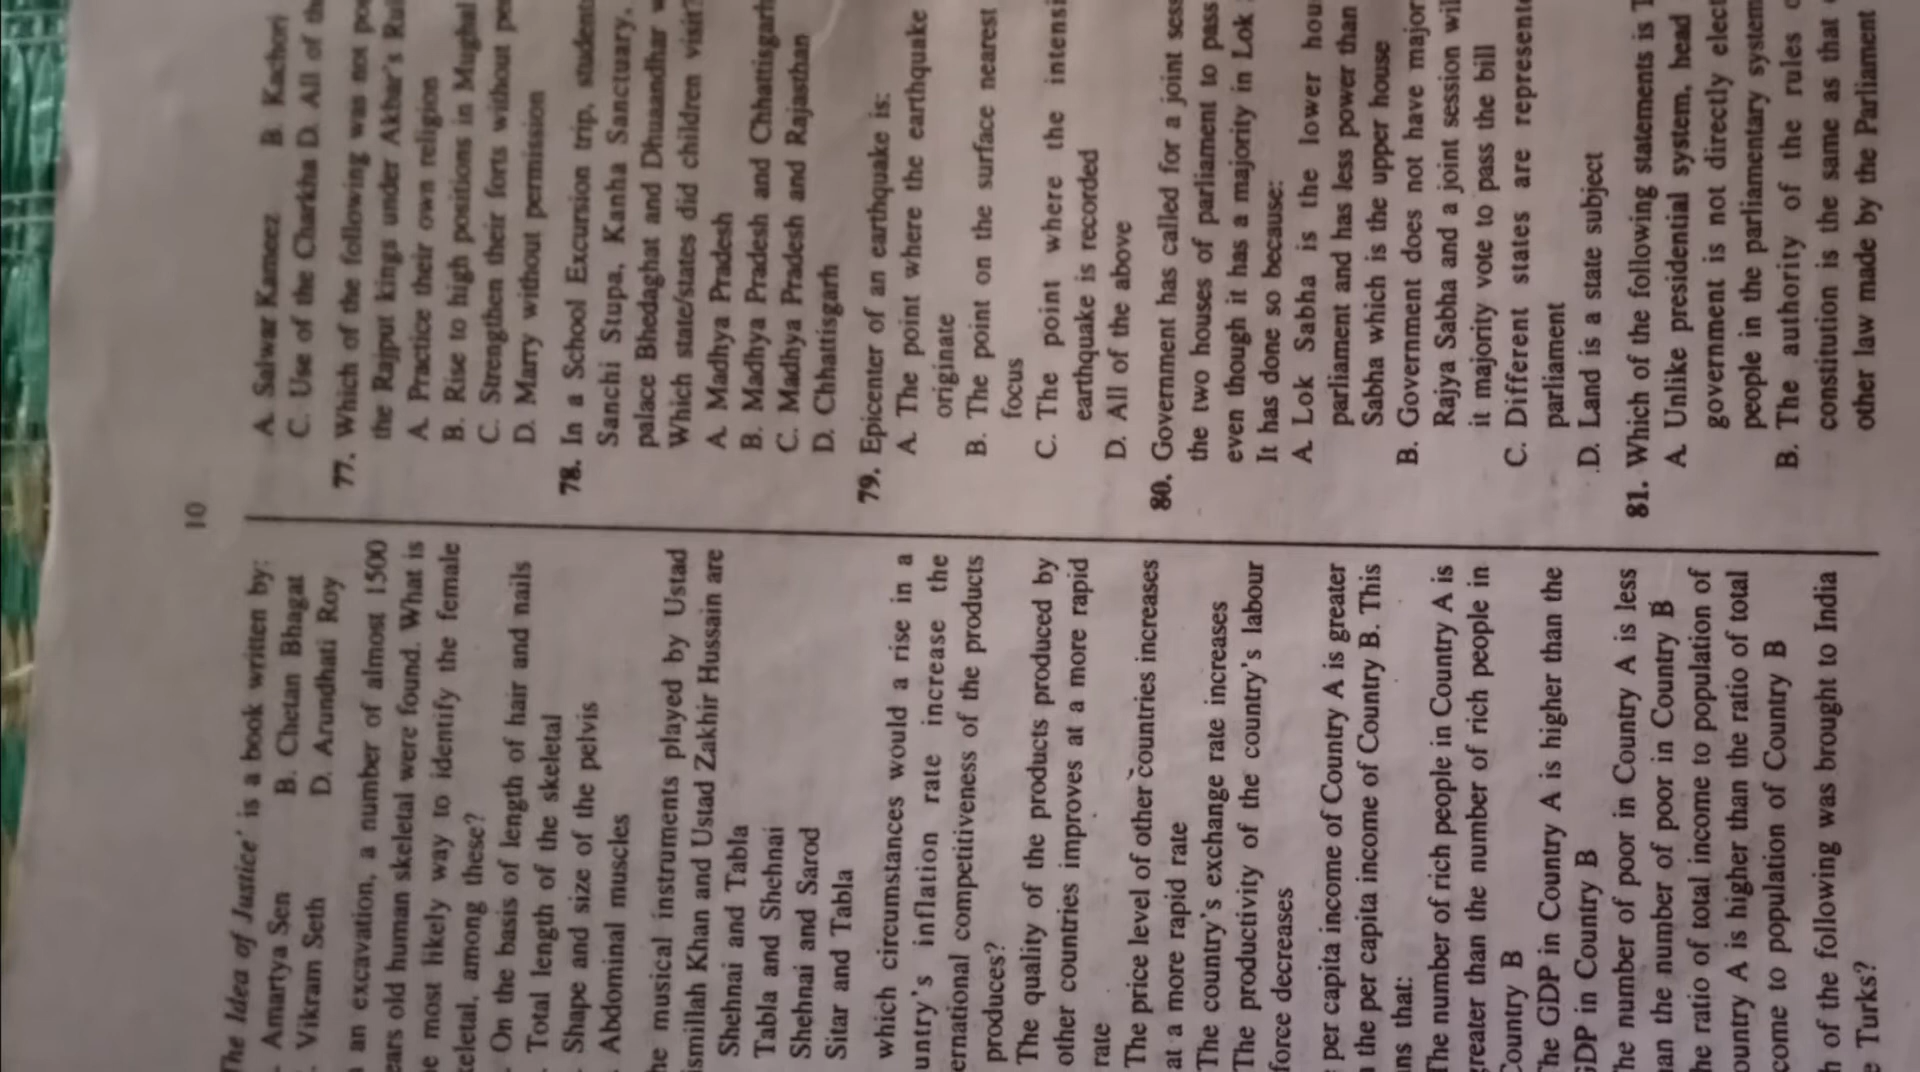 10
The Idea of Justice' is a book written by:
Amartya Sen B. Chetan Bhagat
Vikram Seth D. Arundhati Roy
an excavation, a number of almost 1500
ears old human skeletal were found. What is
e most likely way to identify the female
keletal, among these?
On the basis of length of hair and nails
Total length of the skeletal
Shape and size of the pelvis
Abdominal muscles
he musical instruments played by Ustad
ismillah Khan and Ustad Zakhir Hussain are
Shehnai and Tabla
Tabla and Shehnai
Shehnai and Sarod
Sitar and Tabla
which circumstances would a rise in a
untry's inflation rate increase the
ernational competitiveness of the products
produces?
The quality of the products produced by
other countries improves at a more rapid
rate
The price level of other countries increases
at a more rapid rate
The country's exchange rate increases
The productivity of the country's labour
force decreases
per capita income of Country A is greater
the per capita income of Country B. This
ns that:
The number of rich people in Country A is
greater than the number of rich people in
Country B
The GDP in Country A is higher than the
GDP in Country B
The number of poor in Country A is less
an the number of poor in Country B
he ratio of total income to population of
ountry A is higher than the ratio of total
come to population of Country B
h of the following was brought to India
e Turks?
A. Salwar Kameez B. Kachori
C. Use of the Charkha D. All of th
77. Which of the following was not
the Rajput kings under Akbar's
A. Practice their own religion
B. Rise to high positions in Mughal
C. Strengthen their forts without
D. Marry without permission
78. In a School Excursion trip, student
Sanchi Stupa, Kanha Sanctuary,
palace Bhedaghat and Dhuaandhar
Which state/states did children visit?
A. Madhya Pradesh
B. Madhya Pradesh and Chhattisgarh
C. Madhya Pradesh and Rajasthan
D. Chhattisgarh
79. Epicenter of an earthquake is:
A. The point where the earthquake
originate
B. The point on the surface nearest
focus
C. The point where the intensi
earthquake is recorded
D. All of the above
80. Government has called for a joint sess
the two houses of parliament to pass
even though it has a majority in Lok
It has done so because:
A. Lok Sabha is the lower hou
parliament and has less power than
Sabha which is the upper house
B. Government does not have major
Rajya Sabha and a joint session wil
it majority vote to pass the bill
C. Different states are represent
parliament
D. Land is a state subject
81. Which of the following statements is T
A. Unlike presidential system, head
government is not directly elect
people in the parliamentary system
B. The authority of the rules
constitution is the same as that
other law made by the Parliament